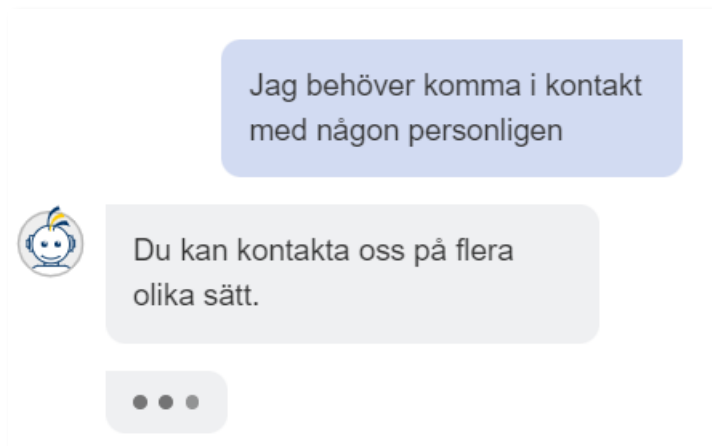 Jag behöver komma i kontakt
med någon personligen
Du kan kontakta oss på flera
olika sätt.